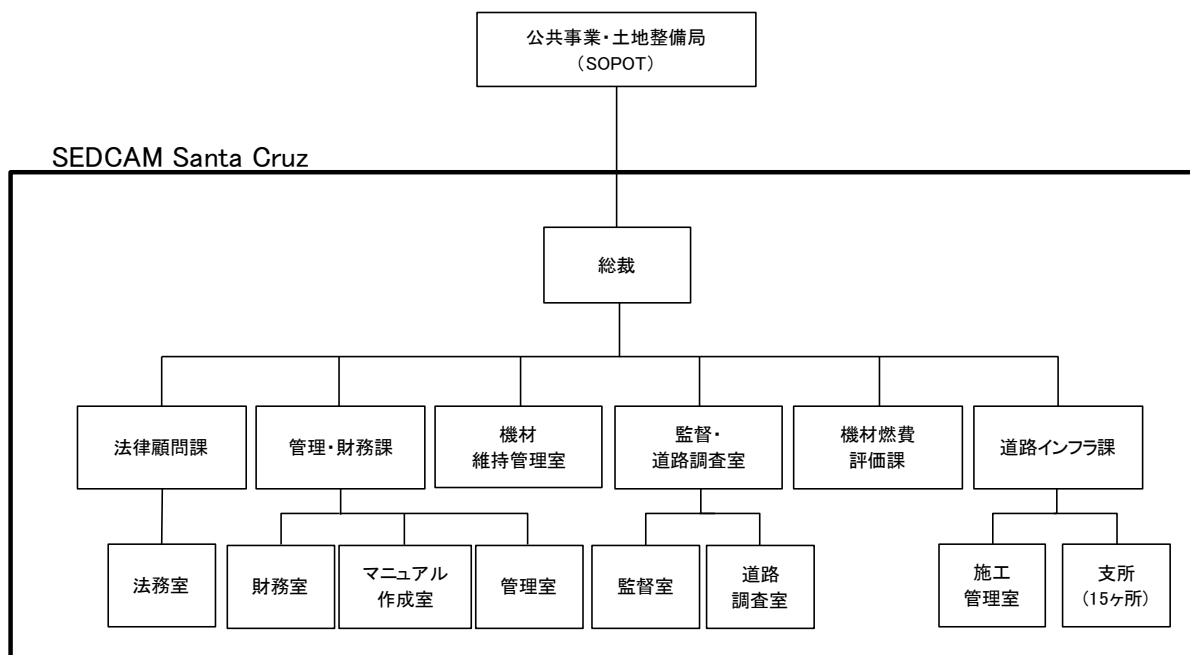 公共事業・土地整備局
(SOPOT)
SEDCAM Santa Cruz
総裁
法律顧問課
管理・財務課
機材
維持管理室
監督・
道路調査室
機材燃費
評価課
道路インフラ課
法務室
財務室
マニュアル
作成室
管理室
監督室
道路
調査室
施工
管理室
支所
(15ヶ所)